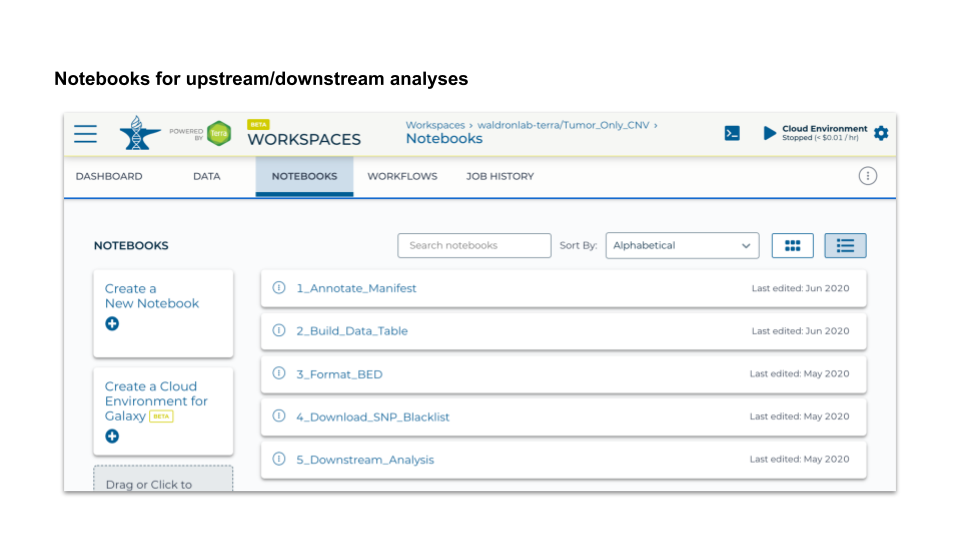 Notebooks for upstream/downstream analyses
POWERED BY
Terra
BETA
WORKSPACES
Workspaces › waldronlab-terra/Tumor_Only_CNV ›
Notebooks
Cloud Environment
Stopped (< $0.01 / hr)
DASHBOARD
DATA
NOTEBOOKS
WORKFLOWS
JOB HISTORY
NOTEBOOKS
Search notebooks
Sort By:
Alphabetical
Create a
New Notebook
Create a Cloud
Environment for
Galaxy BETA
Drag or Click to
1_Annotate_Manifest
Last edited: Jun 2020
2_Build_Data_Table
Last edited: Jun 2020
3_Format_BED
Last edited: May 2020
4_Download_SNP_Blacklist
Last edited: May 2020
5_Downstream_Analysis
Last edited: May 2020